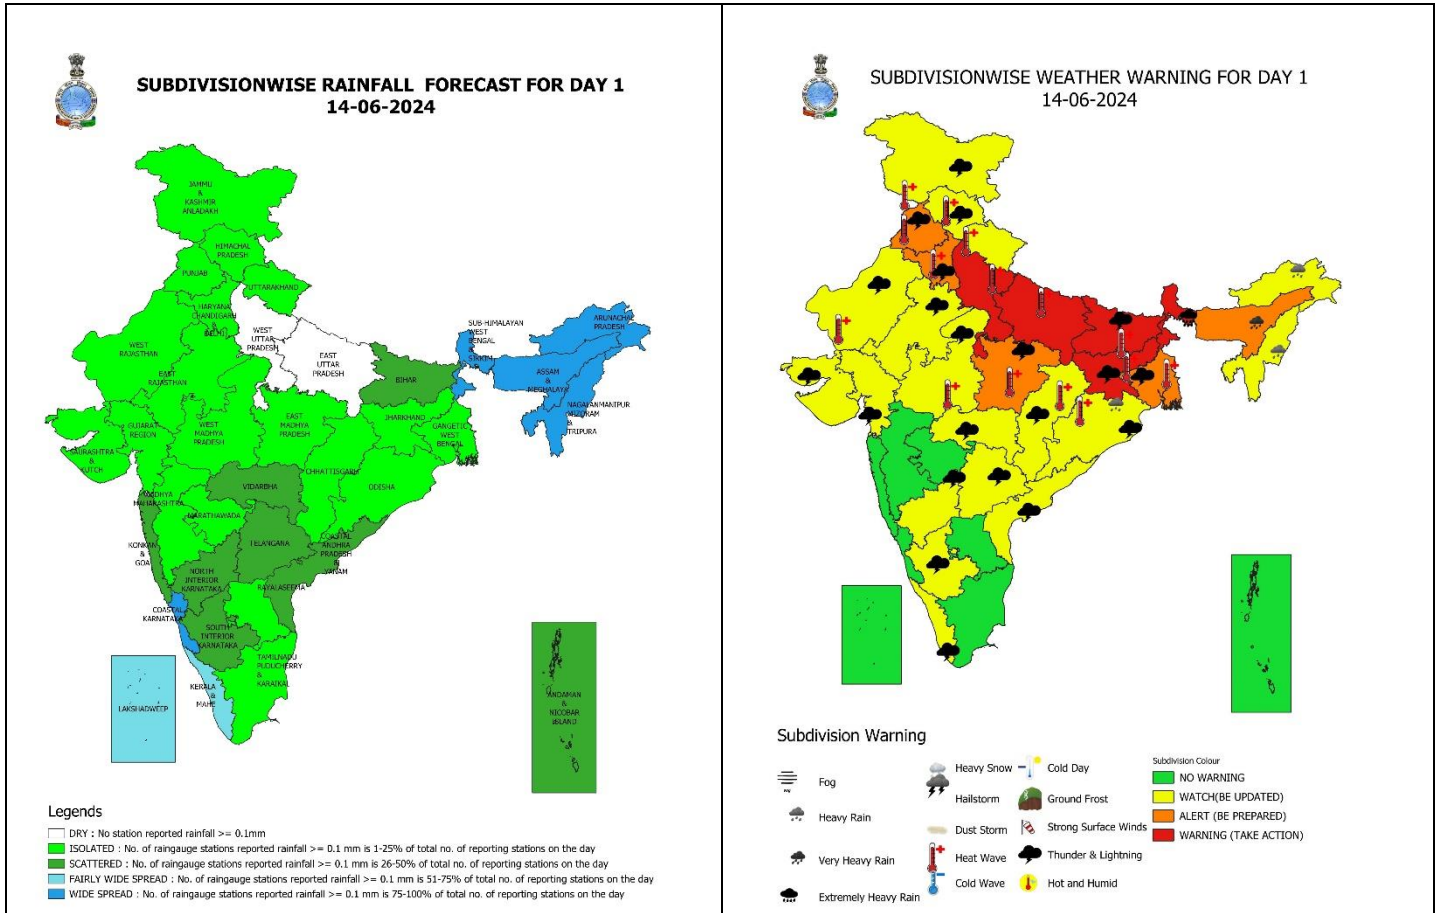 SUBDIVISIONWISE RAINFALL FORECAST FOR DAY 1
14-06-2024
JAMMU
&
KASHMIR
ANLADAKH
HIMACHAL
PRADESH
PUNJAB
UTTARAKHAND
HARYANA
CHANDIGARH
DELHI
WEST
UTTAR
PRADESH
EAST
UTTAR
PRADESH
WEST
RAJASTHAN
EAST
RAJASTHAN
BIHAR
SUB-HIMALAYAN
WEST
BENGAL
&
SIKKIM
ARUNACHAL
PRADESH
ASSAM
&
MEGHALAYA
NAGALANMANIPUR
MIZORAM
&
TRIPURA
JHARKHAND
GANGETIC
WEST
BENGAL
GUJARAT
REGION
SAURASHTRA
&
KUTCH
WEST
MADHYA
PRADESH
EAST
MADHYA
PRADESH
CHHATTISGARH
ODISHA
VIDARBHA
MADHYA
MAHARASHTRA
MARATHAWADA
KONKAN
&
GOA
TELANGANA
COASTAL
ANDHRA
PRADESH
&
YANAM
NORTH
INTERIOR
KARNATAKA
RAYALASEEMA
COASTAL
KARNATAKA
SOUTH
INTERIOR
KARNATAKA
TAMILNADU
PUDUCHERRY
&
KARAIKAL
KERALA
&
MAHE
LAKSHADWEEP
ANDAMAN
&
NICOBAR
ISLAND
Legends
DRY : No station reported rainfall >= 0.1mm
ISOLATED : No. of raingauge stations reported rainfall >= 0.1 mm is 1-25% of total no. of reporting stations on the day
SCATTERED : No. of raingauge stations reported rainfall >= 0.1 mm is 26-50% of total no. of reporting stations on the day
FAIRLY WIDE SPREAD : No. of raingauge stations reported rainfall >= 0.1 mm is 51-75% of total no. of reporting stations on the day
WIDE SPREAD : No. of raingauge stations reported rainfall >= 0.1 mm is 75-100% of total no. of reporting stations on the day
SUBDIVISIONWISE WEATHER WARNING FOR DAY 1
14-06-2024
Subdivision Warning
Fog
Heavy Rain
Very Heavy Rain
Extremely Heavy Rain
Heavy Snow
Hailstorm
Dust Storm
Heat Wave
Cold Wave
Cold Day
Ground Frost
Strong Surface Winds
Thunder & Lightning
Hot and Humid
Subdivision Colour
NO WARNING
WATCH(BE UPDATED)
ALERT (BE PREPARED)
WARNING (TAKE ACTION)